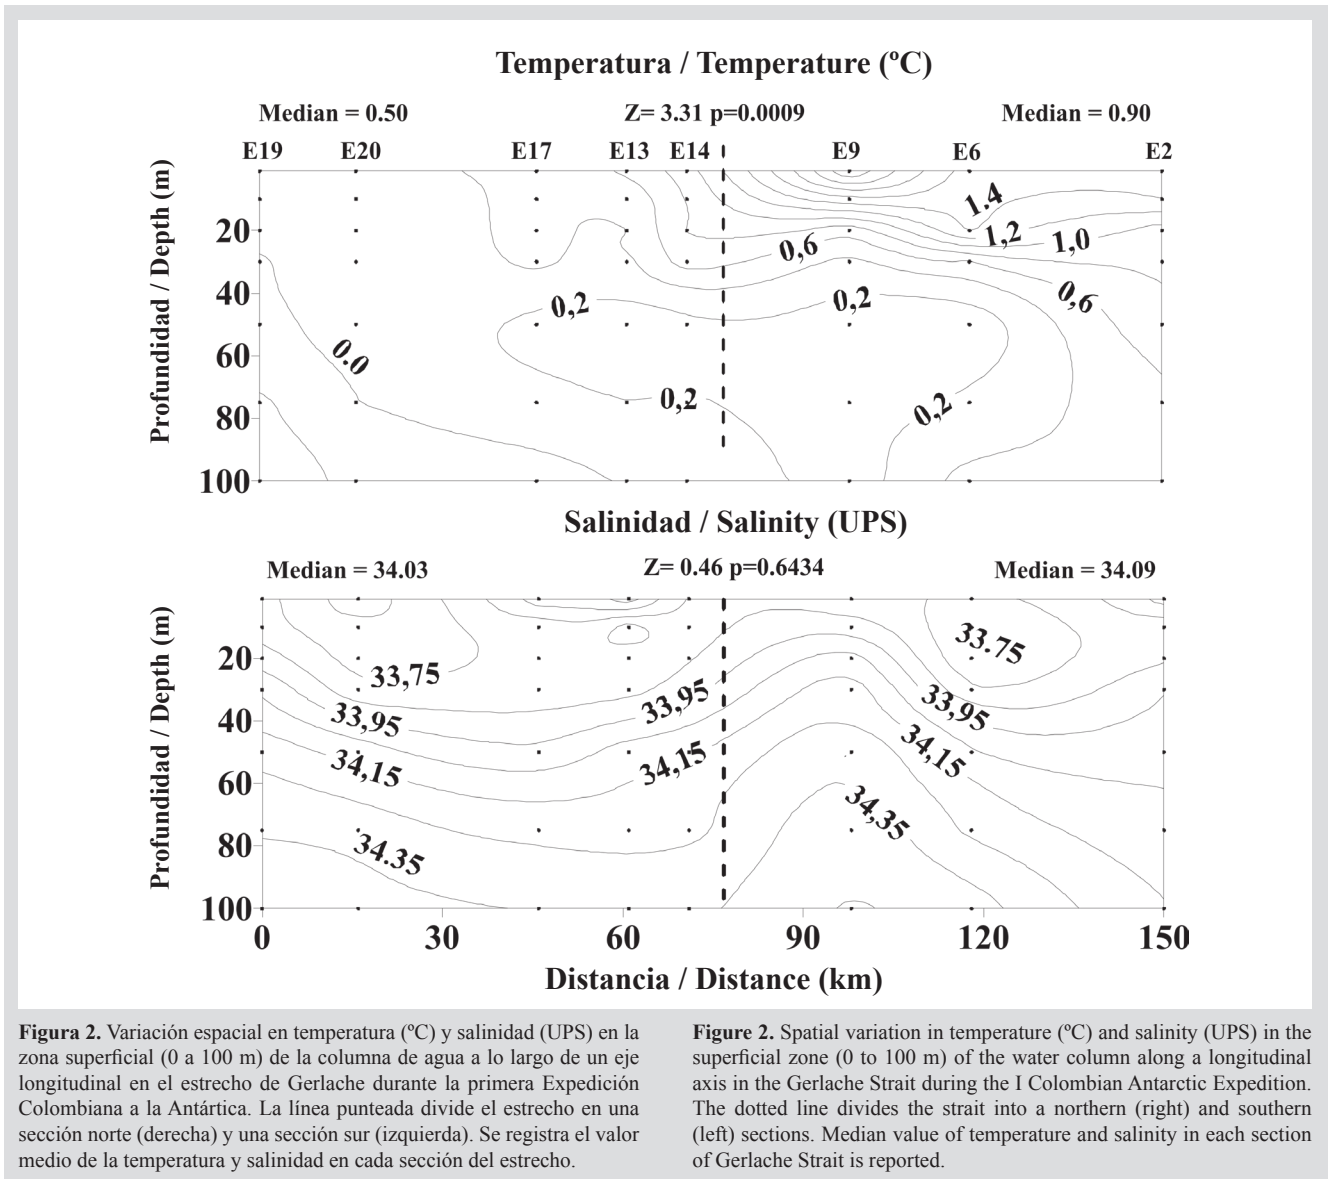 Temperatura / Temperature (ºC)
Median = 0.50 Z= 3.31 p=0.0009 Median = 0.90
E19 E20 E17 E13 E14 E9 E6 E2
Profundidad / Depth (m)
20
40
60
80
100
1.4
1,2
1,0
0,6
0,6
0,2
0,2
0.0
0,2
0,2
Salinidad / Salinity (UPS)
Median = 34.03 Z= 0.46 p=0.6434 Median = 34.09
Profundidad / Depth (m)
20
40
60
80
100
33.75
33,75
33,95
33,95
33,95
34,15
34,15
34,15
34,35
34.35
0 30 60 90 120 150
Distancia / Distance (km)
Figura 2. Variación espacial en temperatura (ºC) y salinidad (UPS) en la
zona superficial (0 a 100 m) de la columna de agua a lo largo de un eje
longitudinal en el estrecho de Gerlache durante la primera Expedición
Colombiana a la Antártica. La línea punteada divide el estrecho en una
sección norte (derecha) y una sección sur (izquierda). Se registra el valor
medio de la temperatura y salinidad en cada sección del estrecho.
Figure 2. Spatial variation in temperature (ºC) and salinity (UPS) in the
superficial zone (0 to 100 m) of the water column along a longitudinal
axis in the Gerlache Strait during the I Colombian Antarctic Expedition.
The dotted line divides the strait into a northern (right) and southern
(left) sections. Median value of temperature and salinity in each section
of Gerlache Strait is reported.